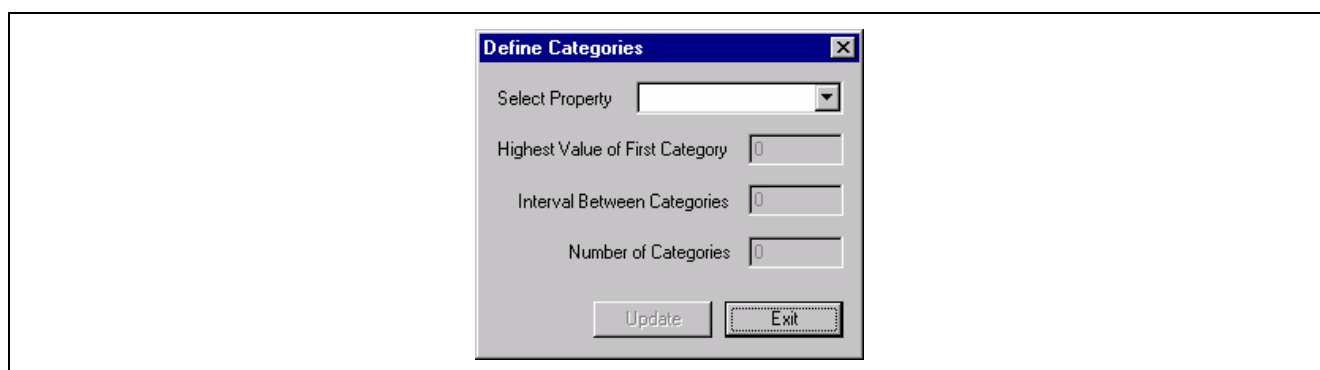 Define Categories
Select Property
Highest Value of First Category 0
Interval Between Categories 0
Number of Categories 0
Update Exit